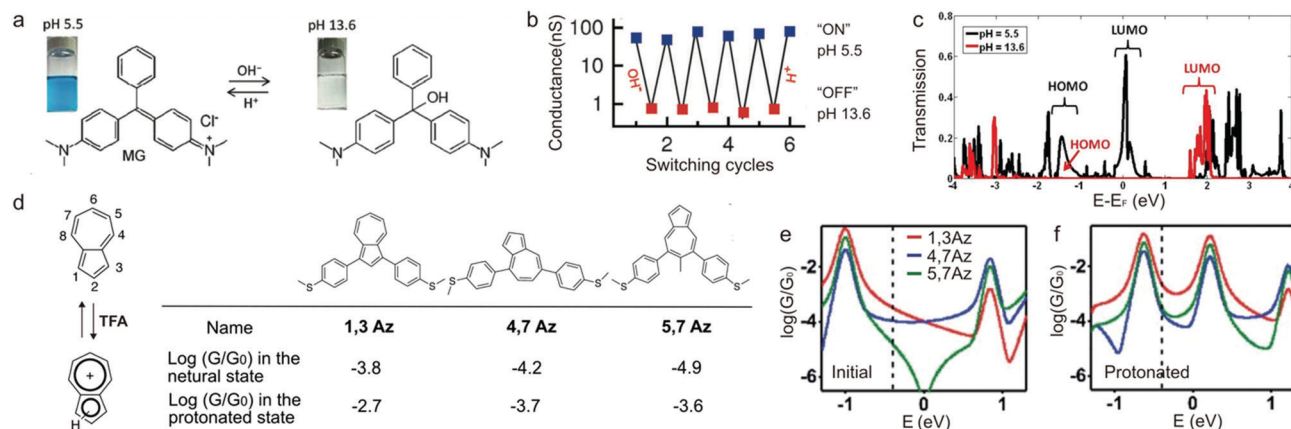 a
pH 5.5
pH 13.6
OH⁻
H⁺
OH
Cl⁻
N
N⁺
N
N
MG
b
Conductance(nS)
100
10
1
OH⁻
H⁺
2
4
6
Switching cycles
"ON"
pH 5.5
"OFF"
pH 13.6
c
Transmission
0.8
0.6
0.4
0.2
0
pH = 5.5
pH = 13.6
HOMO
LUMO
HOMO
LUMO
-4 -3 -2 -1 0 1 2 3 4
E-EF (eV)
d
6
7 5
8 4
1 3
2
TFA
+
H
S
S
S
S
S
S
Name 1,3 Az 4,7 Az 5,7 Az
Log (G/G0) in the
netural state
-3.8 -4.2 -4.9
Log (G/G0) in the
protonated state
-2.7 -3.7 -3.6
e
log(G/G0)
-2
-4
-6
1,3Az
4,7Az
5,7Az
Initial
-1 0 1
E (eV)
f
log(G/G0)
-2
-4
-6
Protonated
-1 0 1
E (eV)